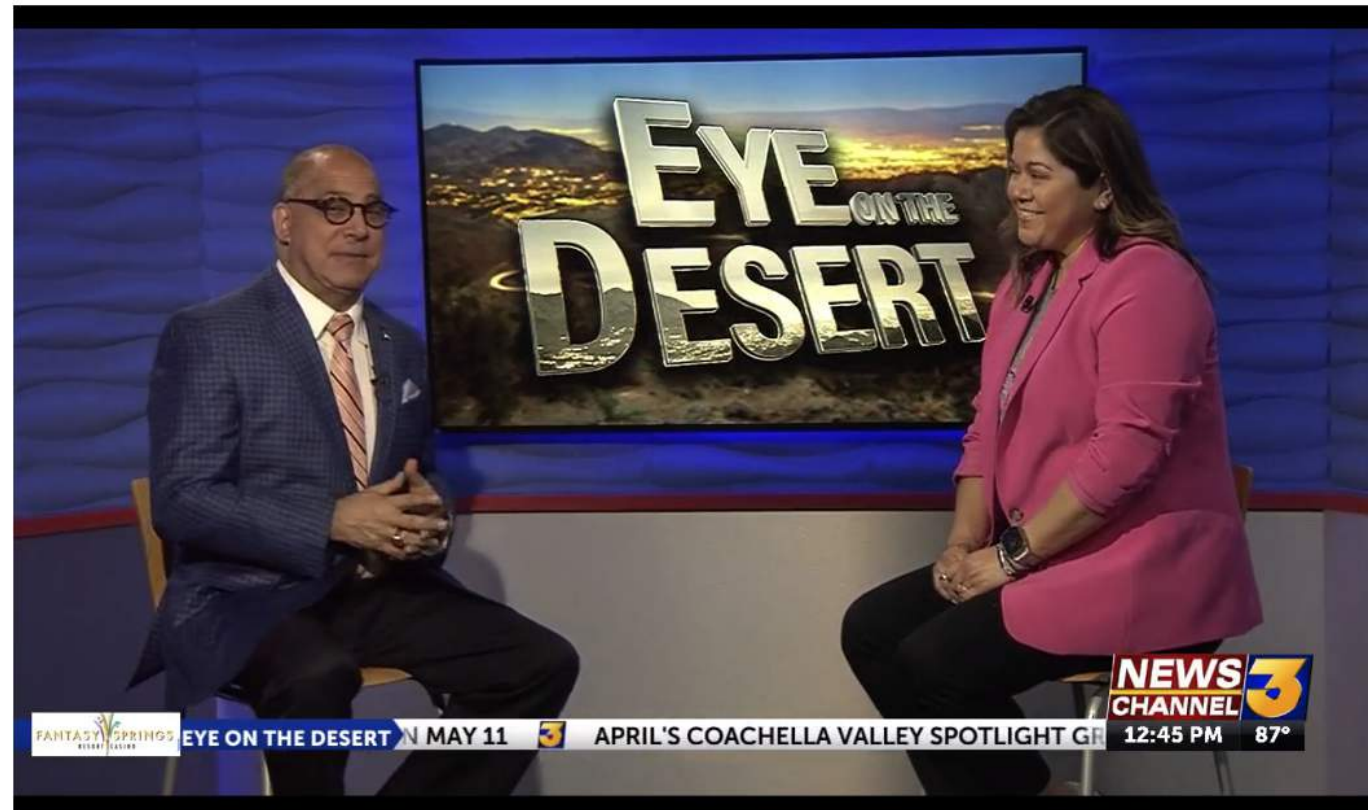 EYE
ON THE
DESERT
NEWS
CHANNEL 3
FANTASY SPRINGS
RESORT CASINO
EYE ON THE DESERT
N MAY 11
3
APRIL'S COACHELLA VALLEY SPOTLIGHT GR
12:45 PM
87°